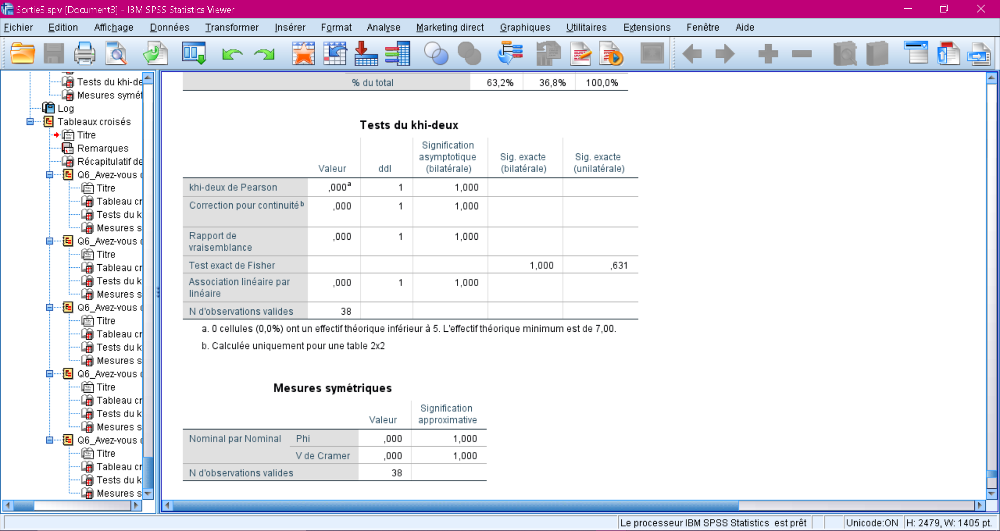 Sortie3.spv [Document3] - IBM SPSS Statistics Viewer
Fichier Edition Affichage Données Transformer Insérer Format Analyse Marketing direct Graphiques Utilitaires Extensions Fenêtre Aide
Tests du khi-de
Mesures symét
Log
Tableaux croisés
Titre
Remarques
Récapitulatif de
Q6_Avez-vous
Titre
Tableau cr
Tests du k
Mesures s
Q6_Avez-vous
Titre
Tableau cr
Tests du k
Mesures s
Q6_Avez-vous
Titre
Tableau cr
Tests du k
Mesures s
Q6_Avez-vous
Titre
Tableau cr
Tests du k
Mesures s
Q6_Avez-vous
Titre
Tableau cr
Tests du k
Mesures s
% du total 63,2% 36,8% 100,0%
Tests du khi-deux
Valeur ddl Signification asymptotique (bilatérale) Sig. exacte (bilatérale) Sig. exacte (unilatérale)
khi-deux de Pearson ,000a 1 1,000
Correction pour continuité b ,000 1 1,000
Rapport de vraisemblance ,000 1 1,000
Test exact de Fisher 1,000 ,631
Association linéaire par linéaire ,000 1 1,000
N d'observations valides 38
a. 0 cellules (0,0%) ont un effectif théorique inférieur à 5. L'effectif théorique minimum est de 7,00.
b. Calculée uniquement pour une table 2x2
Mesures symétriques
Valeur Signification approximative
Nominal par Nominal Phi ,000 1,000
V de Cramer ,000 1,000
N d'observations valides 38
Le processeur IBM SPSS Statistics est prêt Unicode:ON H: 2479, W: 1405 pt.